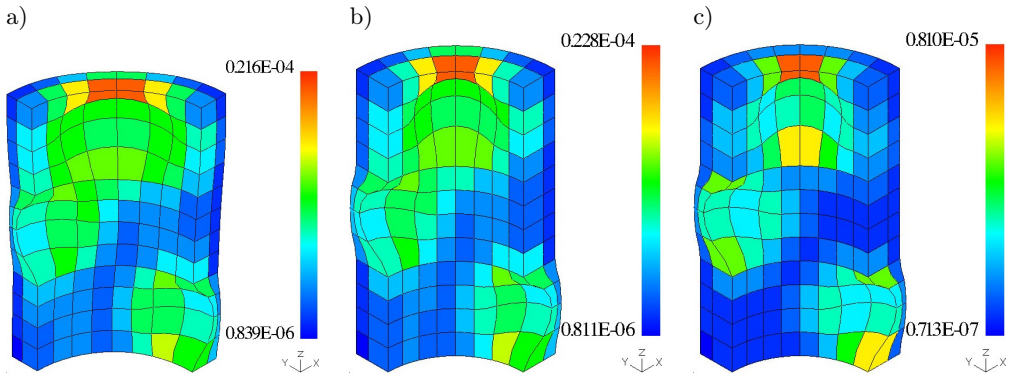 a)
b)
c)
0.216E-04
0.839E-06
Z
Y X
0.228E-04
0.811E-06
Z
Y X
0.810E-05
0.713E-07
Z
Y X